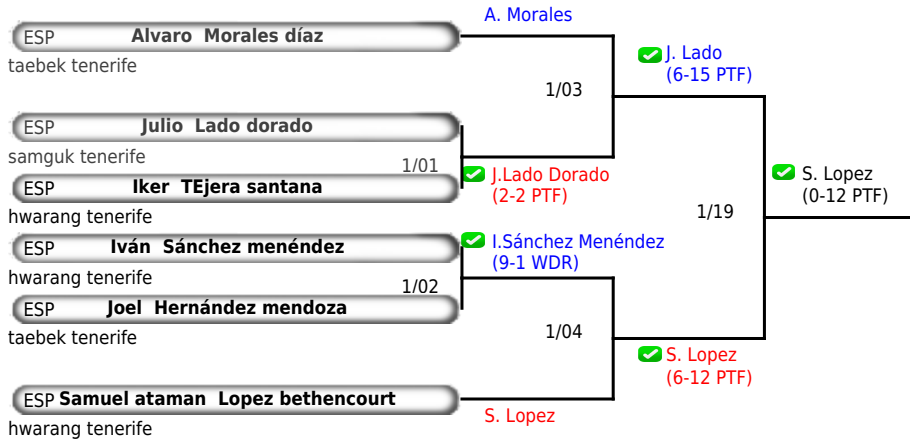 A. Morales
ESP Alvaro Morales díaz
taebek tenerife
J. Lado
(6-15 PTF)
1/03
ESP Julio Lado dorado
samguk tenerife
1/01
J.Lado Dorado
(2-2 PTF)
ESP Iker TEjera santana
hwarang tenerife
S. Lopez
(0-12 PTF)
1/19
ESP Iván Sánchez menéndez
hwarang tenerife
I.Sánchez Menéndez
(9-1 WDR)
1/02
ESP Joel Hernández mendoza
taebek tenerife
1/04
S. Lopez
(6-12 PTF)
ESP Samuel ataman Lopez bethencourt
hwarang tenerife
S. Lopez